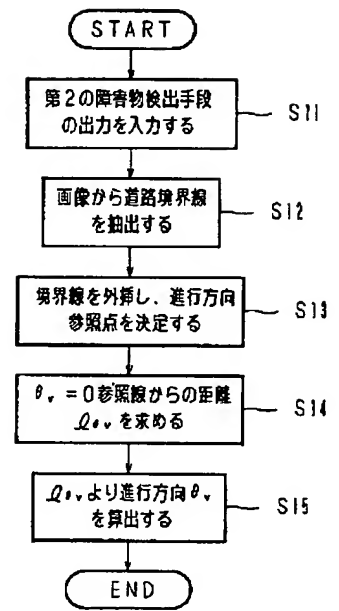 START
第2の障害物検出手段
の出力を入力する
S11
画像から道路境界線
を抽出する
S12
境界線を外挿し、進行方向
参照点を決定する
S13
θv=0参照線からの距離
ℓθvを求める
S14
ℓθvより進行方向θv
を算出する
S15
END